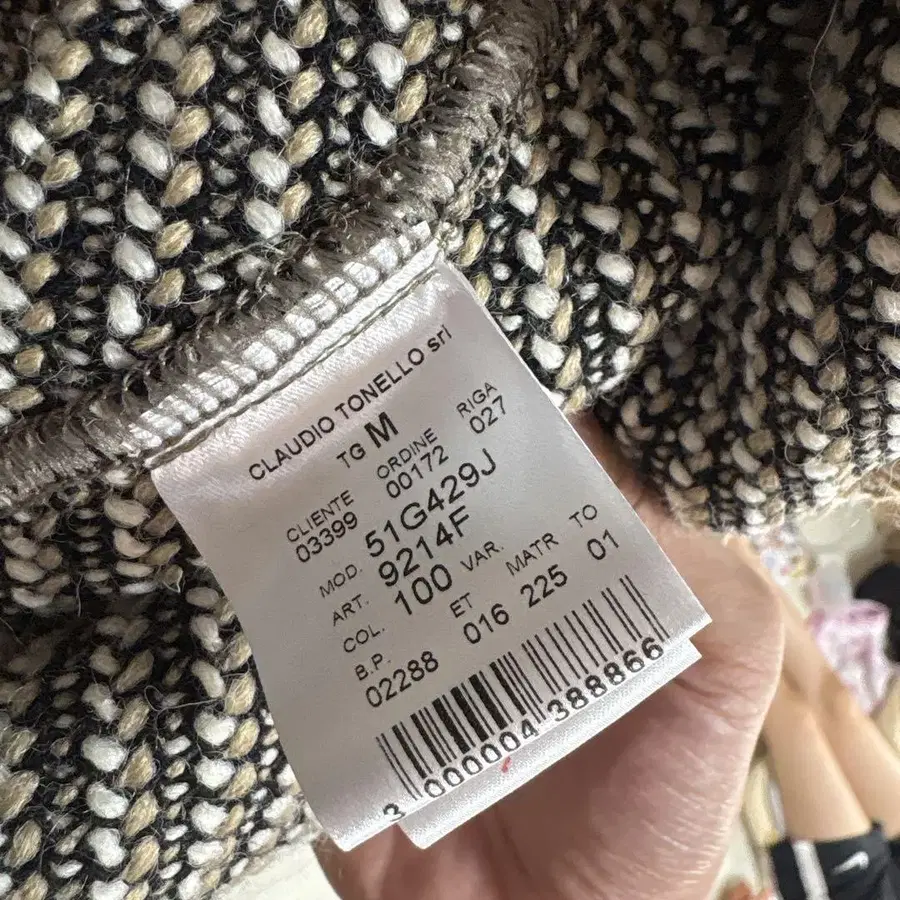 CLAUDIO TONELLO srl
TG M
CLIENTE ORDINE RIGA
03399 00172 027
MOD. 51G429J
ART. 9214F
COL. 100 VAR.
B.P. ET MATR TO
02288 016 225 01
3 000004 388866